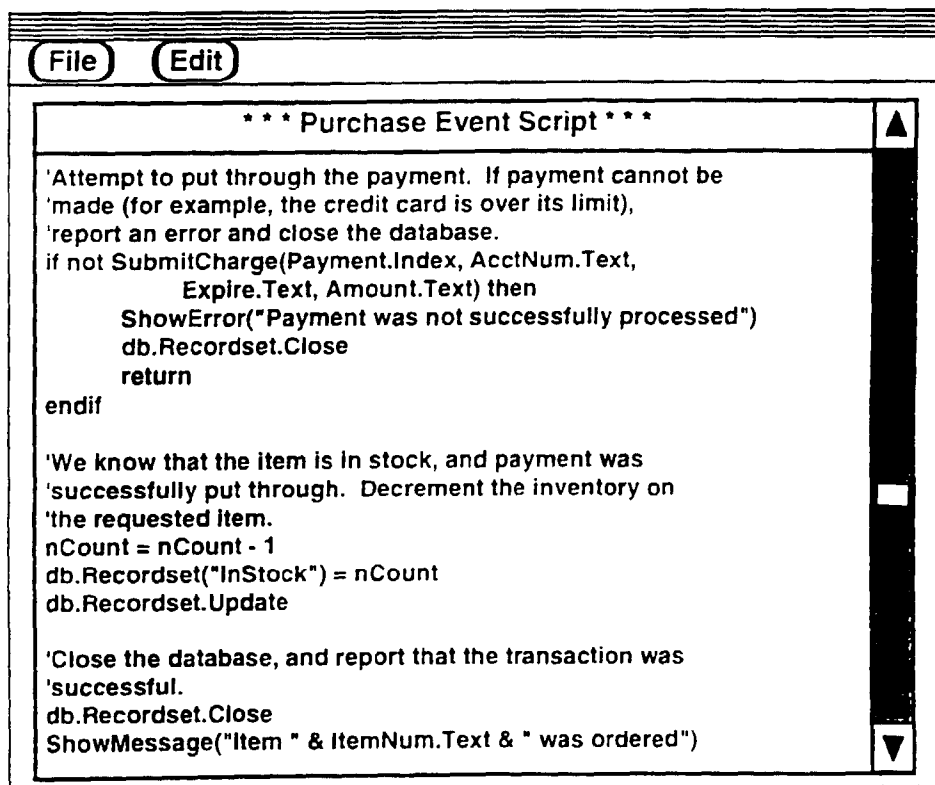 File Edit
* * * Purchase Event Script * * *
'Attempt to put through the payment. If payment cannot be
'made (for example, the credit card is over its limit),
'report an error and close the database.
if not SubmitCharge(Payment.Index, AcctNum.Text,
Expire.Text, Amount.Text) then
ShowError("Payment was not successfully processed")
db.Recordset.Close
return
endif
'We know that the item is in stock, and payment was
'successfully put through. Decrement the inventory on
'the requested item.
nCount = nCount - 1
db.Recordset("InStock") = nCount
db.Recordset.Update
'Close the database, and report that the transaction was
'successful.
db.Recordset.Close
ShowMessage("Item " & ItemNum.Text & " was ordered")